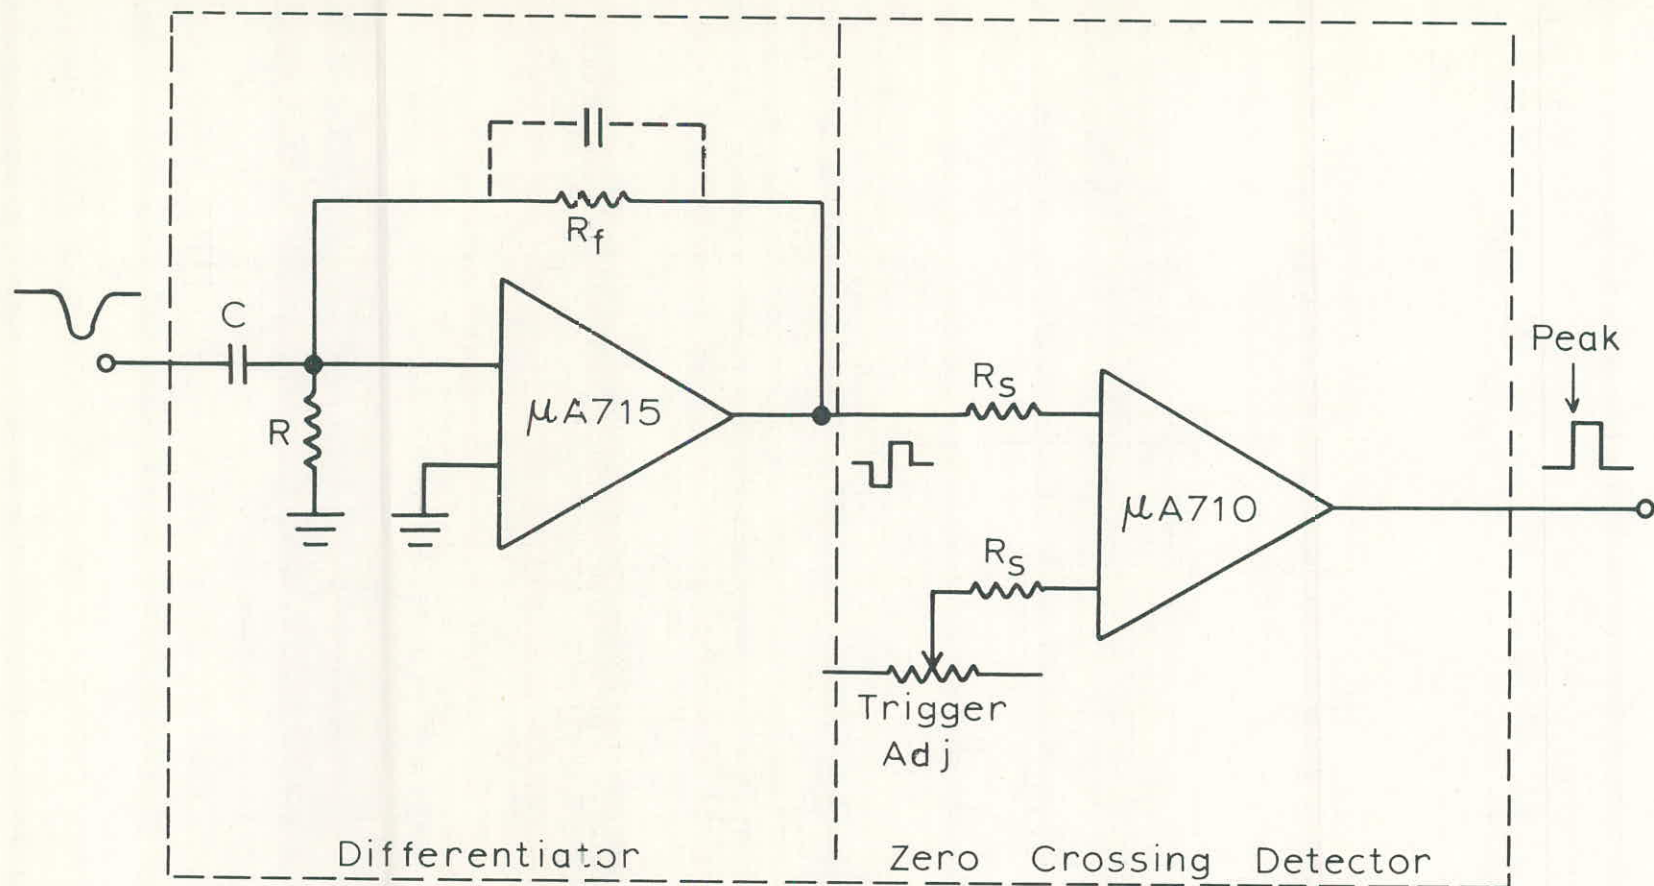 C
R
Rf
μA715
Rs
Rs
μA710
Peak
Trigger
Adj
Differentiator
Zero Crossing Detector